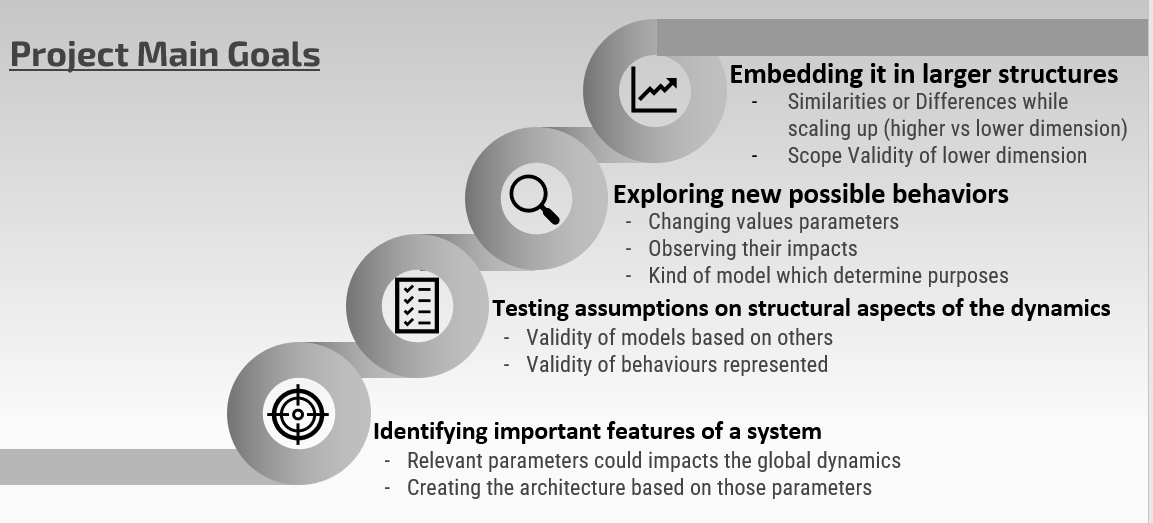 Project Main Goals
Embedding it in larger structures
- Similarities or Differences while
scaling up (higher vs lower dimension)
- Scope Validity of lower dimension
Exploring new possible behaviors
- Changing values parameters
- Observing their impacts
- Kind of model which determine purposes
Testing assumptions on structural aspects of the dynamics
- Validity of models based on others
- Validity of behaviours represented
Identifying important features of a system
- Relevant parameters could impacts the global dynamics
- Creating the architecture based on those parameters